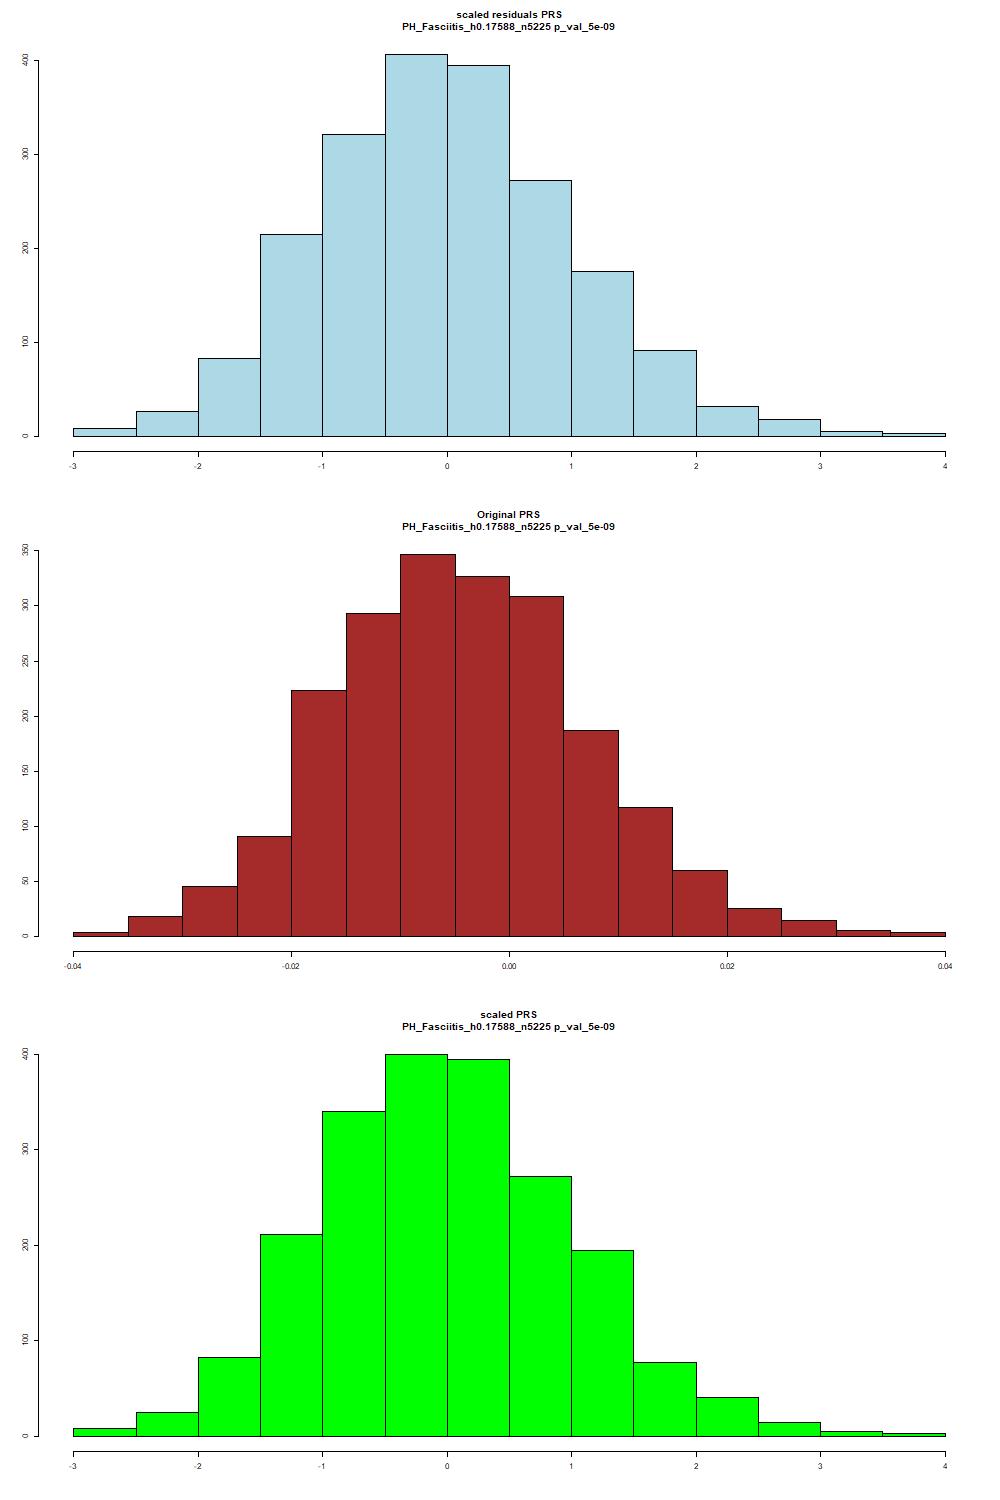 scaled residuals PRS
PH_Fasciitis_h0.17588_n5225 p_val_5e-09
400
300
200
100
0
-3 -2 -1 0 1 2 3 4
Original PRS
PH_Fasciitis_h0.17588_n5225 p_val_5e-09
350
300
250
200
150
100
50
0
-0.04 -0.02 0.00 0.02 0.04
scaled PRS
PH_Fasciitis_h0.17588_n5225 p_val_5e-09
400
300
200
100
0
-3 -2 -1 0 1 2 3 4